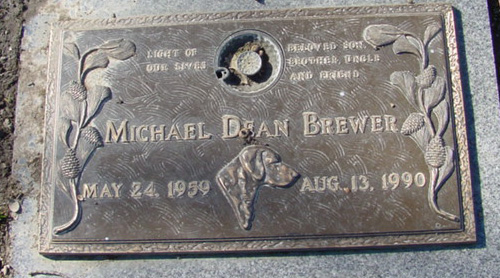 LIGHT OF
OUR LIVES
BELOVED SON,
BROTHER, UNCLE
AND FRIEND
MICHAEL DEAN BREWER
MAY 24, 1959
AUG. 13, 1990